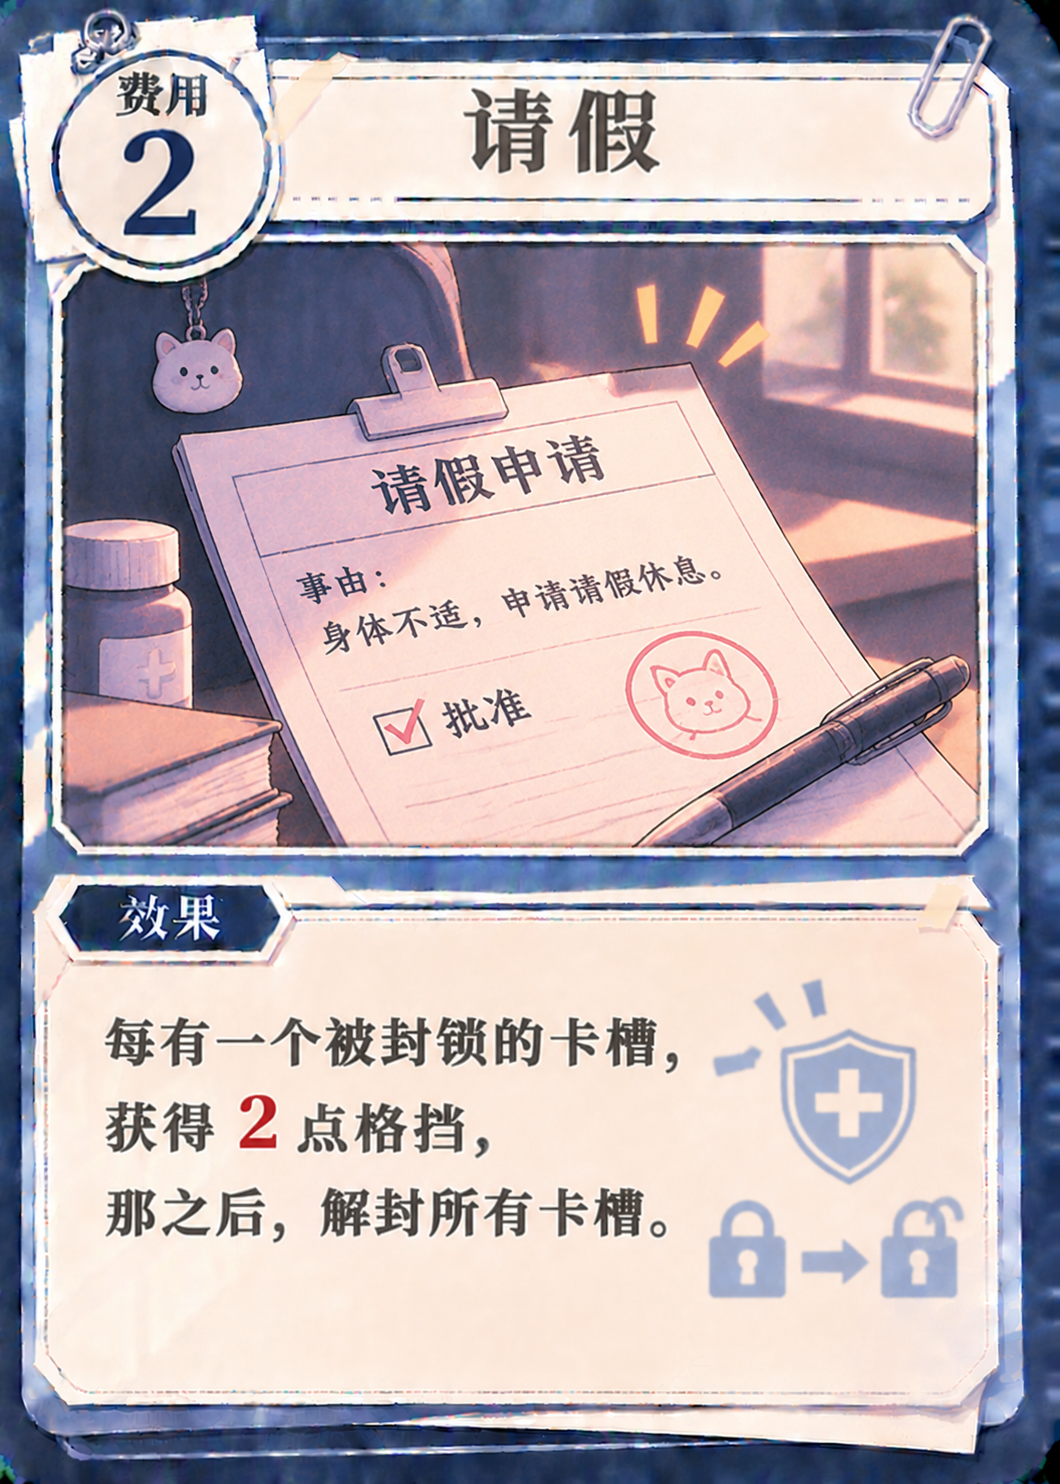 费用
2
请假
请假申请
事由：
身体不适，申请请假休息。
批准
效果
每有一个被封锁的卡槽，
获得 2 点格挡，
那之后，解封所有卡槽。